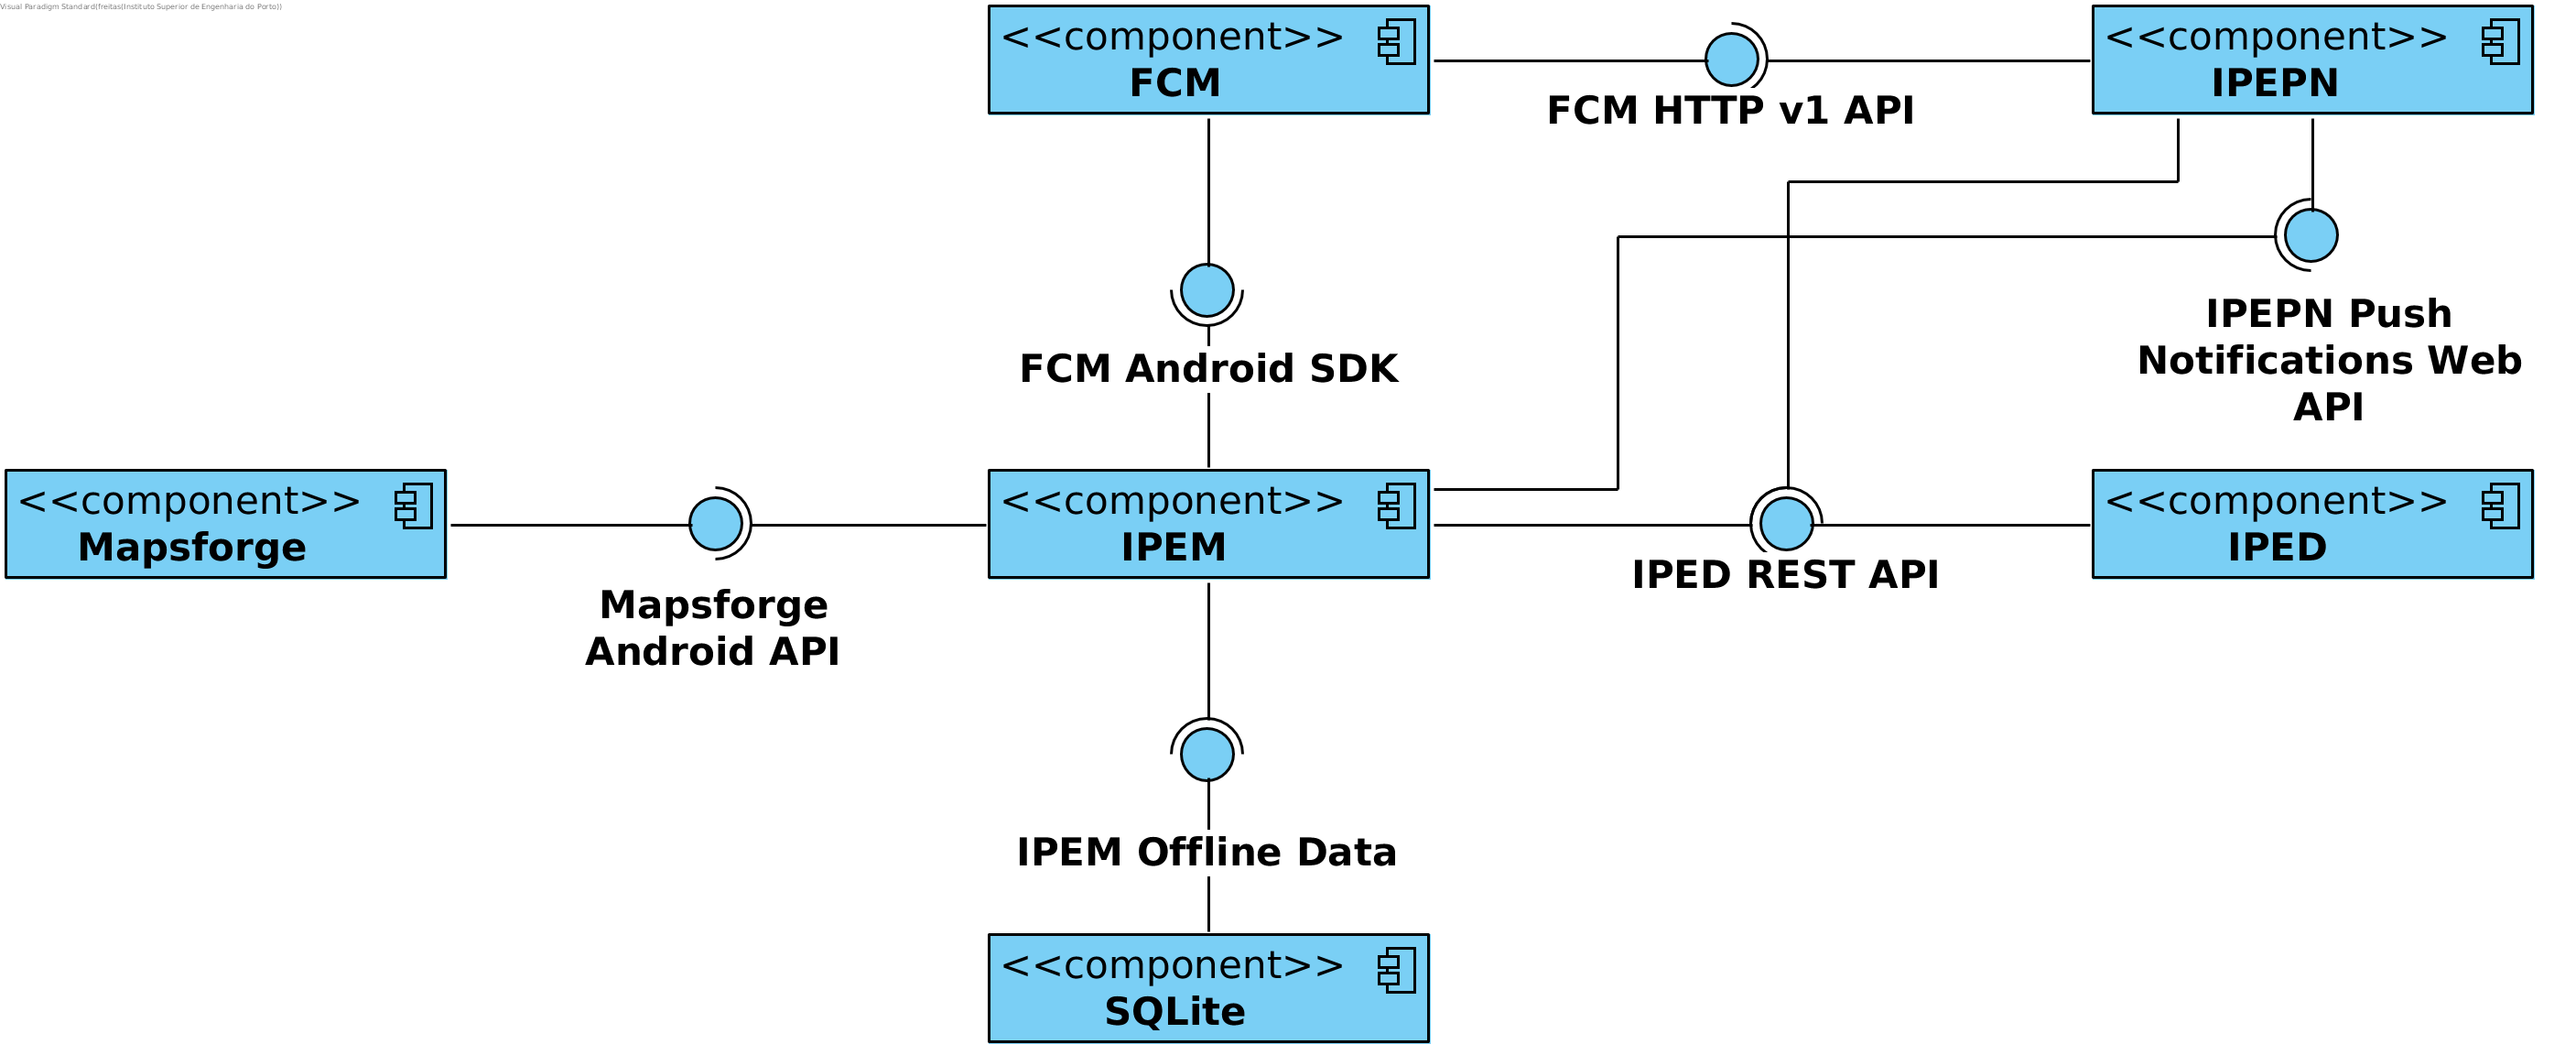 Visual Paradigm Standard(freitas(Instituto Superior de Engenharia do Porto))
<<component>>
FCM
<<component>>
IPEPN
FCM HTTP v1 API
IPEPN Push
Notifications Web
API
FCM Android SDK
<<component>>
Mapsforge
<<component>>
IPEM
<<component>>
IPED
IPED REST API
Mapsforge
Android API
IPEM Offline Data
<<component>>
SQLite